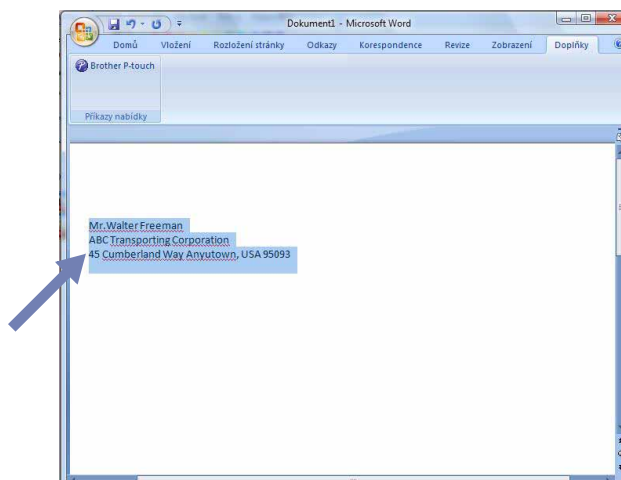 Dokument1 - Microsoft Word
Domů Vložení Rozložení stránky Odkazy Korespondence Revize Zobrazení Doplňky
Brother P-touch
Příkazy nabídky
Mr.Walter Freeman
ABC Transporting Corporation
45 Cumberland Way Anyutown, USA 95093